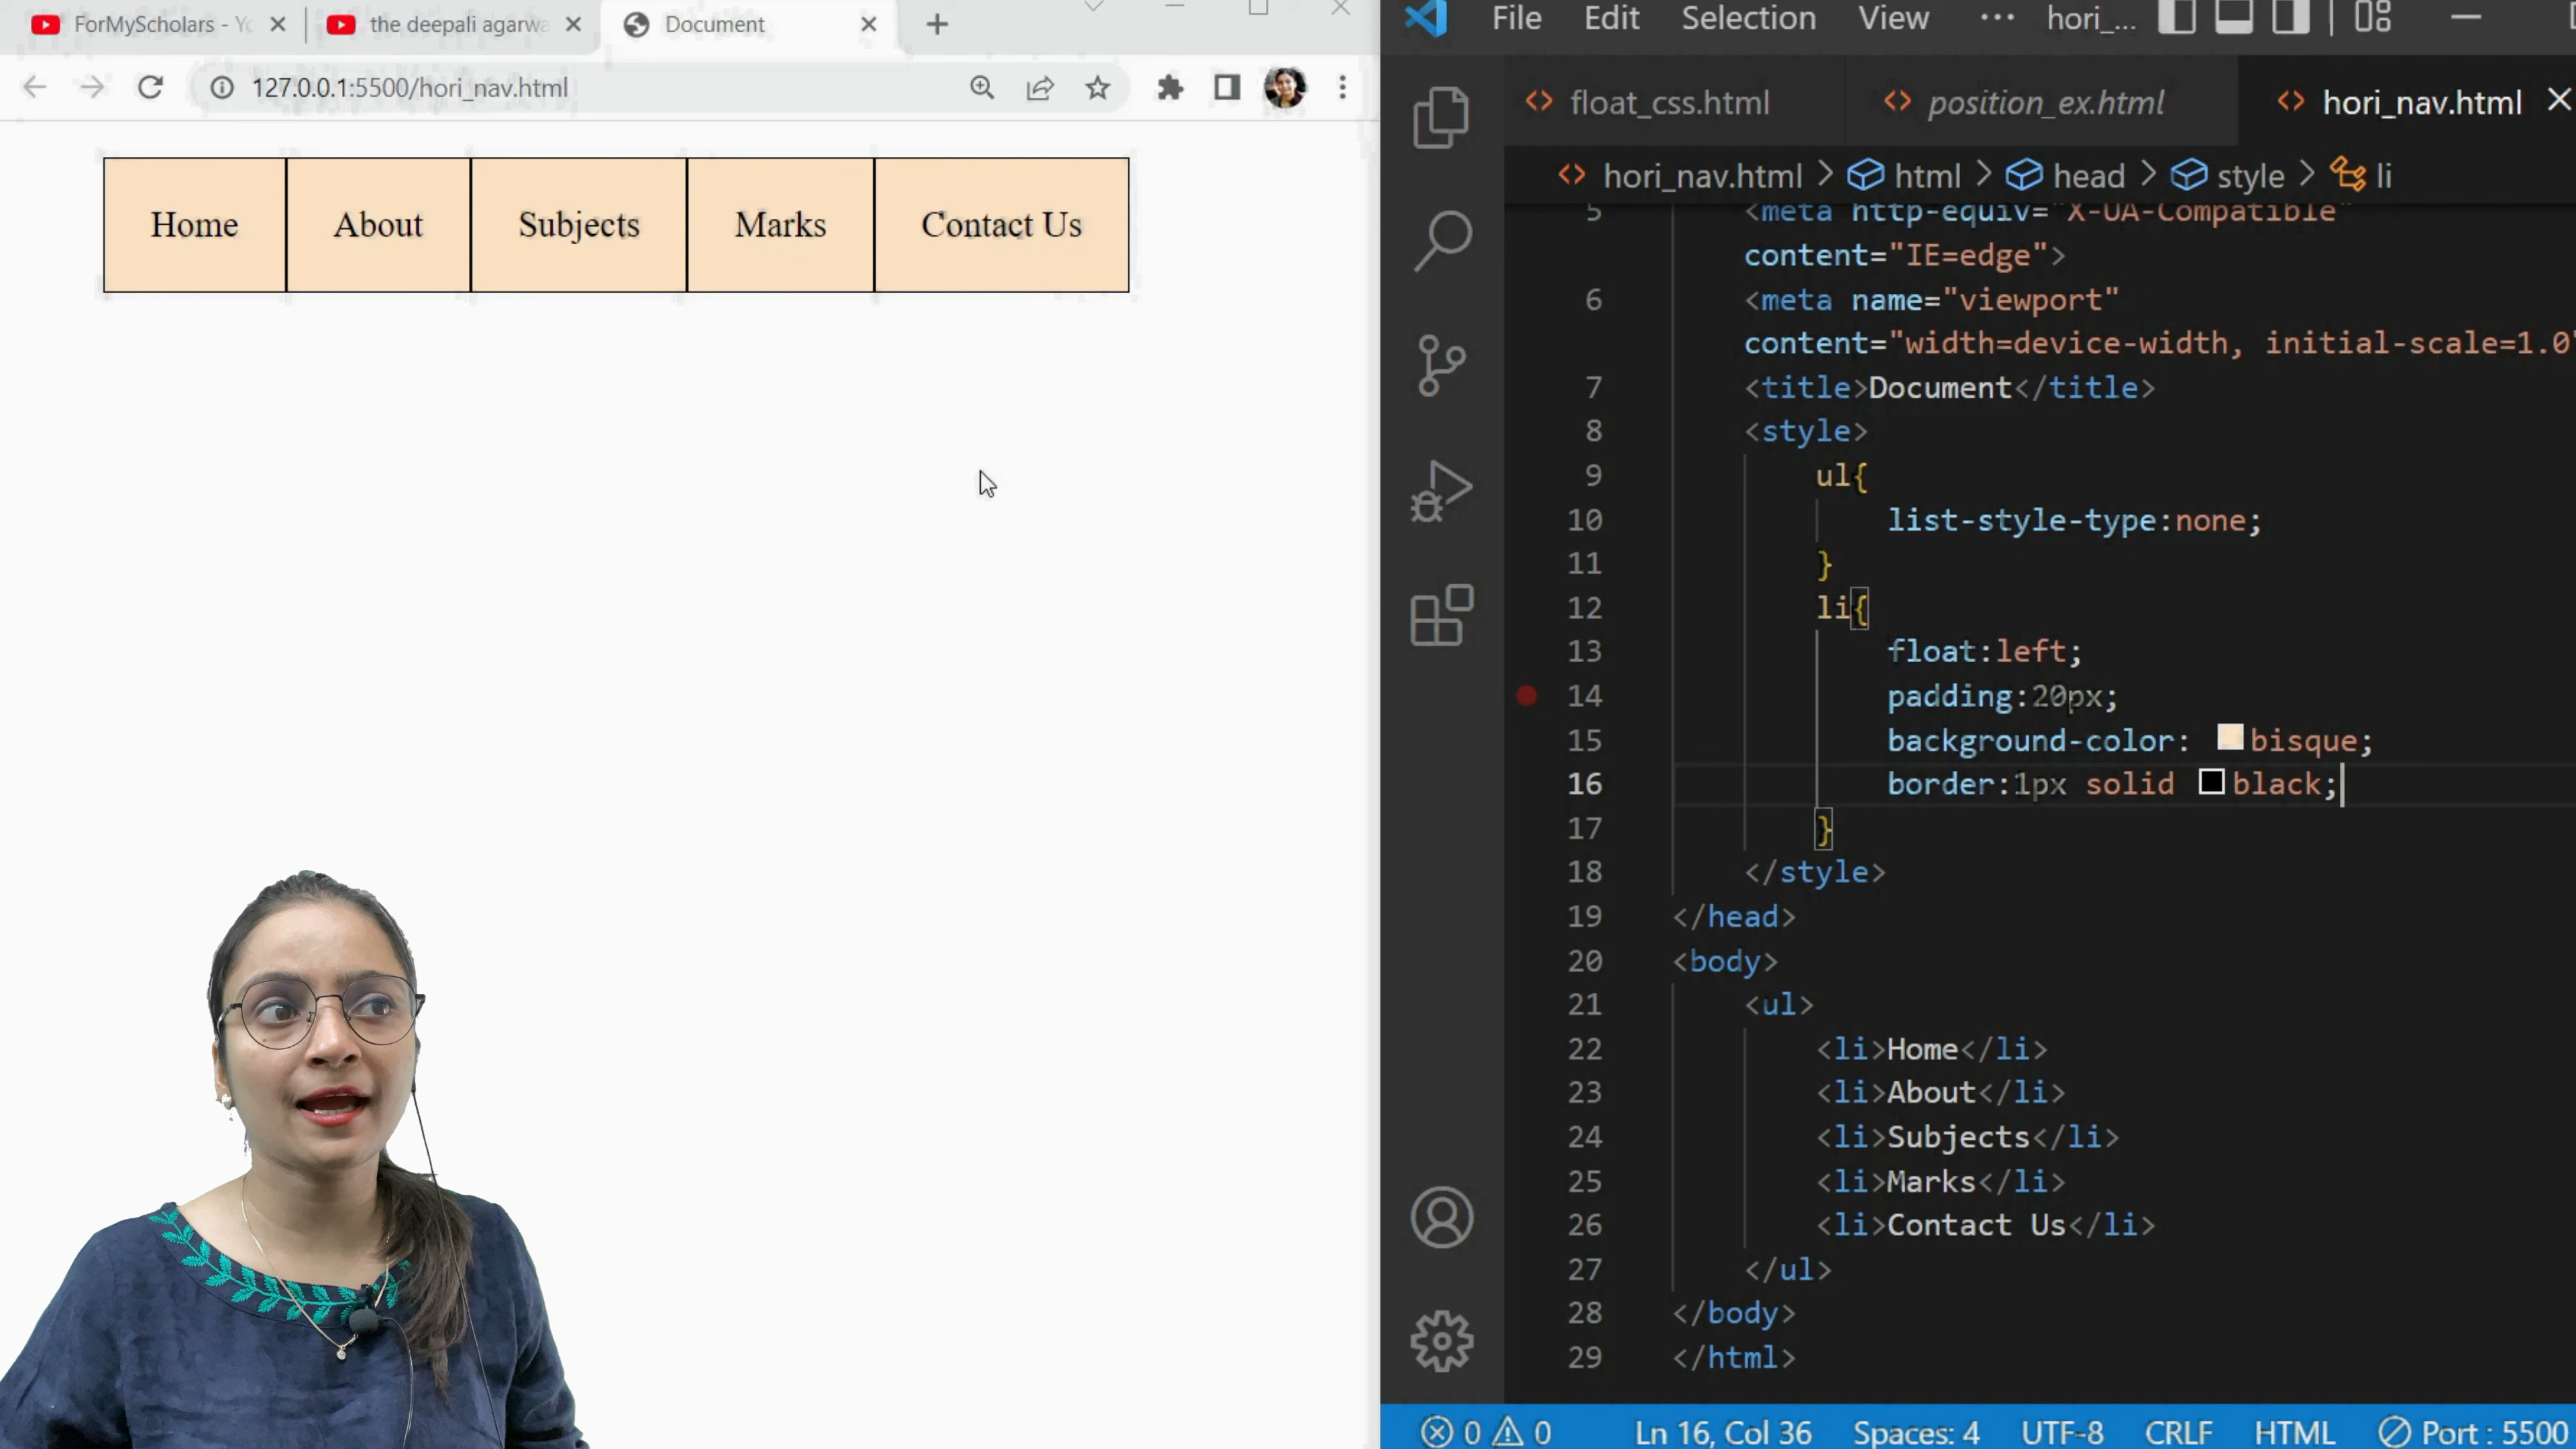 ForMyScholars - Yo
the deepali agarwa
Document
127.0.0.1:5500/hori_nav.html
Home About Subjects Marks Contact Us
File Edit Selection View ··· hori_...
float_css.html position_ex.html hori_nav.html
hori_nav.html > html > head > style > li
5 <meta http-equiv="X-UA-Compatible"
content="IE=edge">
6 <meta name="viewport"
content="width=device-width, initial-scale=1.0"
7 <title>Document</title>
8 <style>
9 ul{
10 list-style-type:none;
11 }
12 li{
13 float:left;
14 padding:20px;
15 background-color: bisque;
16 border:1px solid black;
17 }
18 </style>
19 </head>
20 <body>
21 <ul>
22 <li>Home</li>
23 <li>About</li>
24 <li>Subjects</li>
25 <li>Marks</li>
26 <li>Contact Us</li>
27 </ul>
28 </body>
29 </html>
0 0 Ln 16, Col 36 Spaces: 4 UTF-8 CRLF HTML Port : 5500